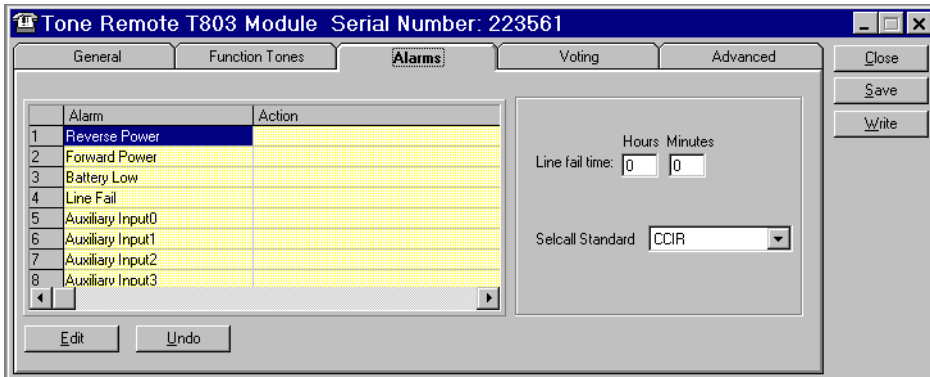 Tone Remote T803 Module Serial Number: 223561
General Function Tones Alarms Voting Advanced
Close
Save
Write
Alarm Action
1 Reverse Power
2 Forward Power
3 Battery Low
4 Line Fail
5 Auxiliary Input0
6 Auxiliary Input1
7 Auxiliary Input2
8 Auxiliary Input3
Hours Minutes
Line fail time: 0 0
Selcall Standard CCIR
Edit Undo